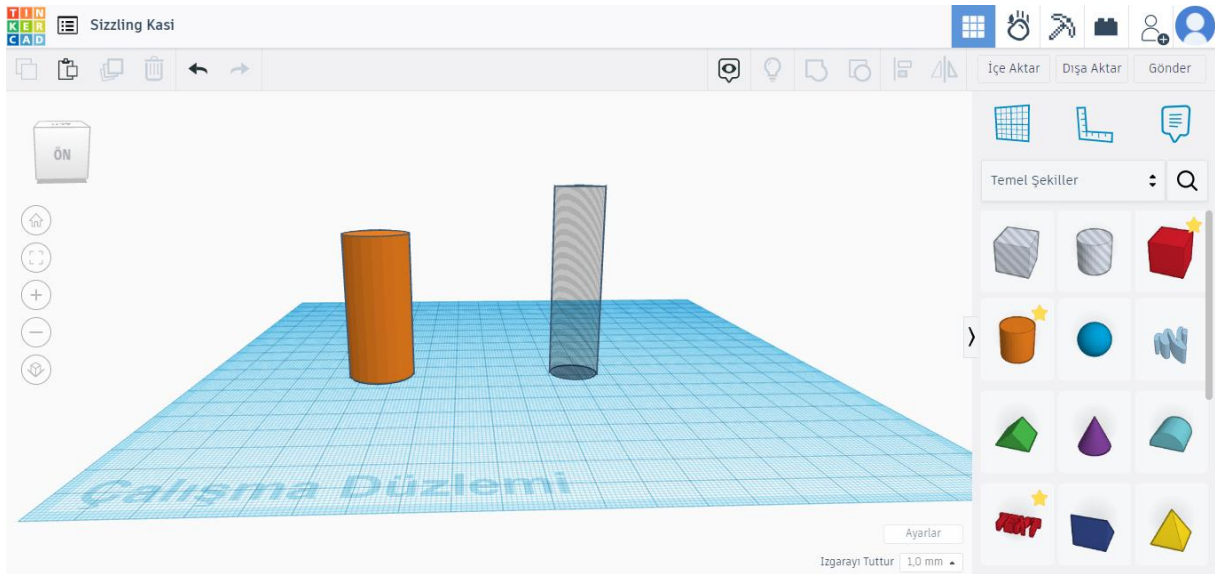 TIN
KER
CAD
Sizzling Kasi
İçe Aktar
Dışa Aktar
Gönder
ÖN
Temel Şekiller
Çalışma Düzlemi
Ayarlar
Izgarayı Tuttur 1,0 mm